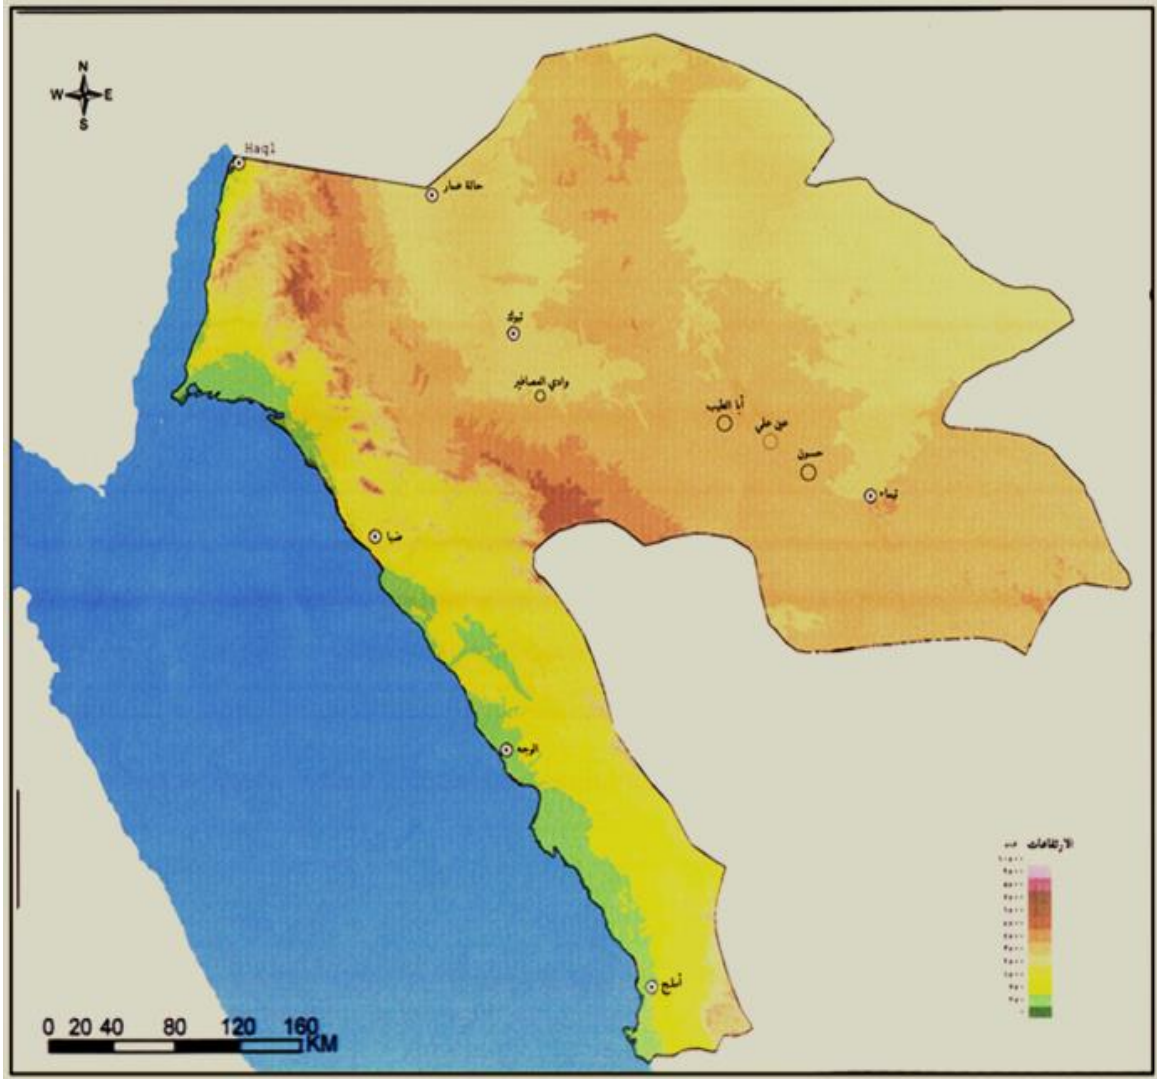 N
W E
S
Haql
حالة عمار
تبوك
وادي العصافير
أبا الطيب
عين علي
حسون
تيماء
ضبا
الوجه
أملج
الارتفاعات
0 20 40 80 120 160
KM